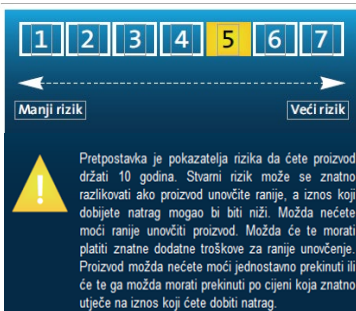 1 2 3 4 5 6 7
Manji rizik Veći rizik
Pretpostavka je pokazatelja rizika da ćete proizvod
držati 10 godina. Stvarni rizik može se znatno
razlikovati ako proizvod unovčite ranije, a iznos koji
dobijete natrag mogao bi biti niži. Možda nećete
moći ranije unovčiti proizvod. Možda će te morati
platiti znatne dodatne troškove za ranije unovčenje.
Proizvod možda nećete moći jednostavno prekinuti ili
će te ga možda morati prekinuti po cijeni koja znatno
utječe na iznos koji ćete dobiti natrag.